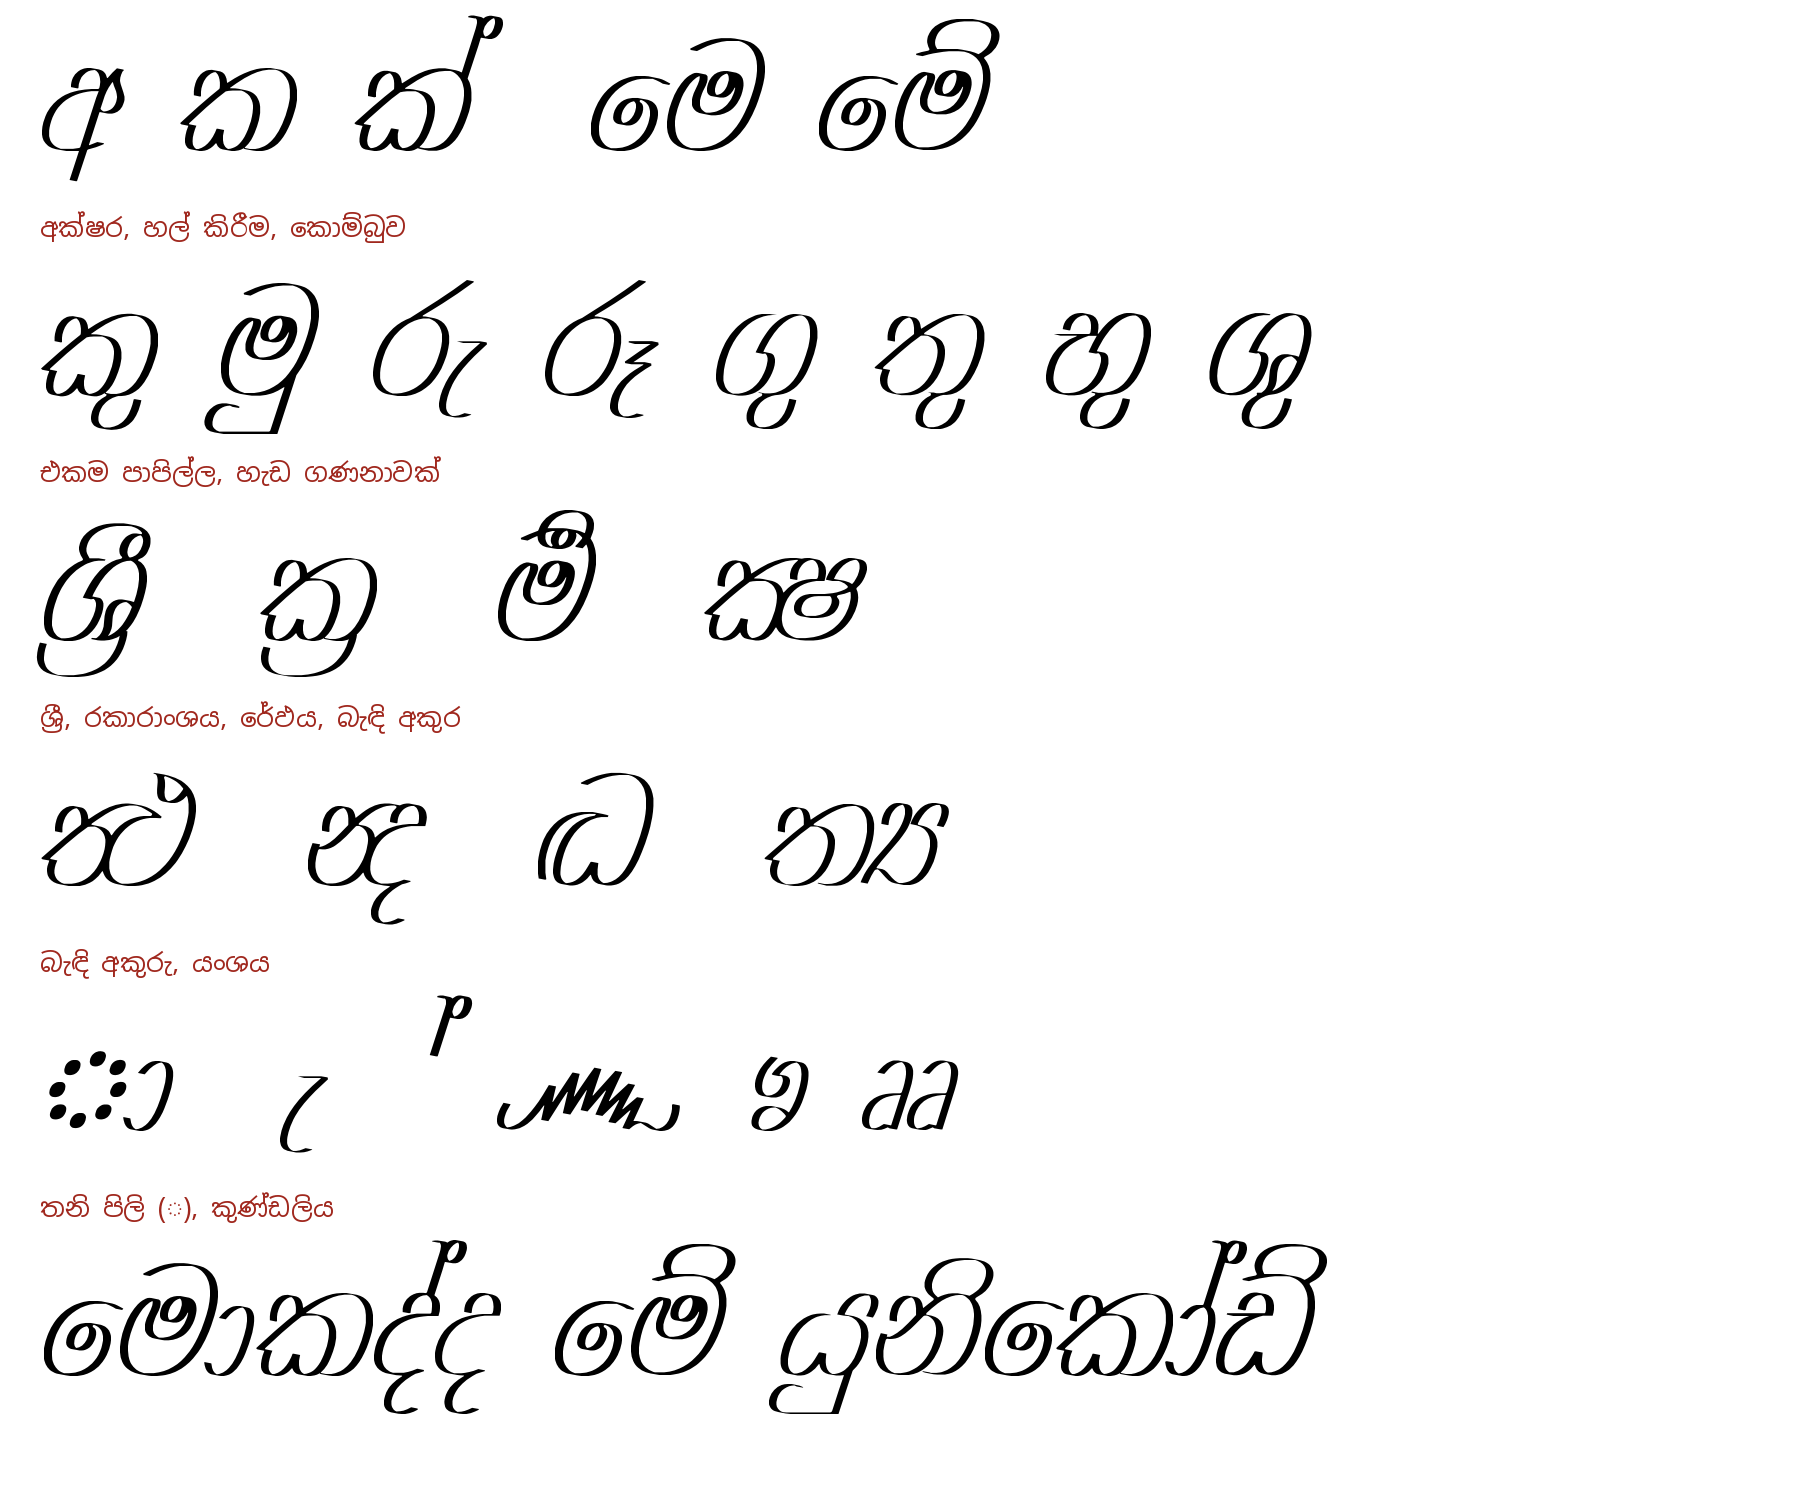 අ ක ක් මෙ මේ
අක්ෂර, හල් කිරීම, කොම්බුව
කු මු රු රූ ගු තු භු ශු
එකම පාපිල්ල, හැඩ ගණනාවක්
ශ්‍රී ක්‍ර ර්‍මී ක්‍ෂ
ශ්‍රී, රකාරාංශය, රේඵය, බැඳි අකුර
ත්‍ථ න්‍ද ද්‍ධ ත්‍ය
බැඳි අකුරු, යංශය
තනි පිලි (◌), කුණ්ඩලිය
මොකද්ද මේ යුනිකෝඩ්